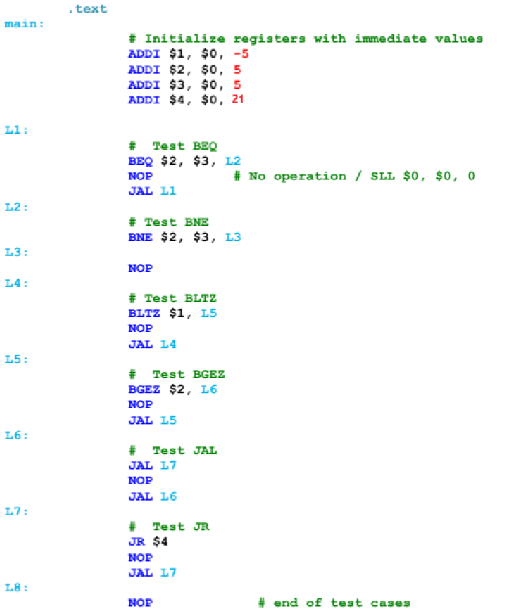 .text
main:
# Initialize registers with immediate values
ADDI $1, $0, -5
ADDI $2, $0, 5
ADDI $3, $0, 5
ADDI $4, $0, 21
L1:
# Test BEQ
BEQ $2, $3, L2
NOP # No operation / SLL $0, $0, 0
JAL L1
L2:
# Test BNE
BNE $2, $3, L3
L3:
NOP
L4:
# Test BLTZ
BLTZ $1, L5
NOP
JAL L4
L5:
# Test BGEZ
BGEZ $2, L6
NOP
JAL L5
L6:
# Test JAL
JAL L7
NOP
JAL L6
L7:
# Test JR
JR $4
NOP
JAL L7
L8:
NOP # end of test cases